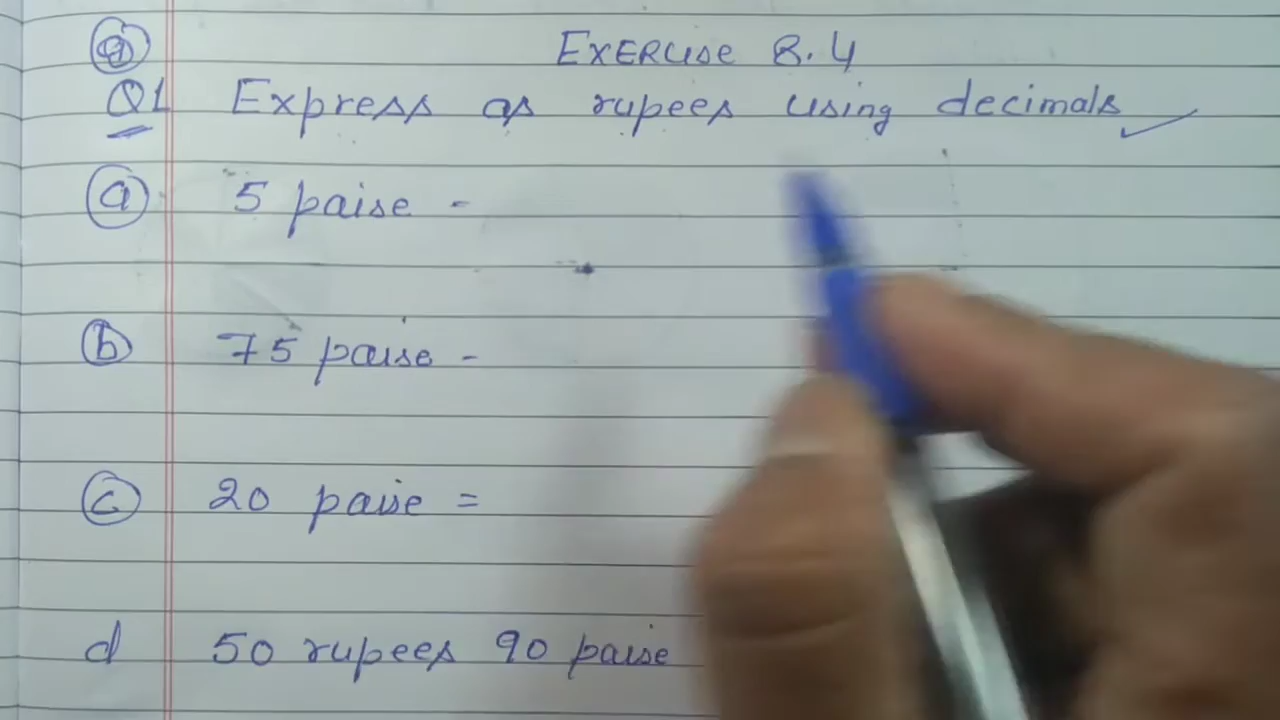 Exercise 8.4
Q1 Express as rupees using decimals
a 5 paise -
b 75 paise -
c 20 paise =
d 50 rupees 90 paise